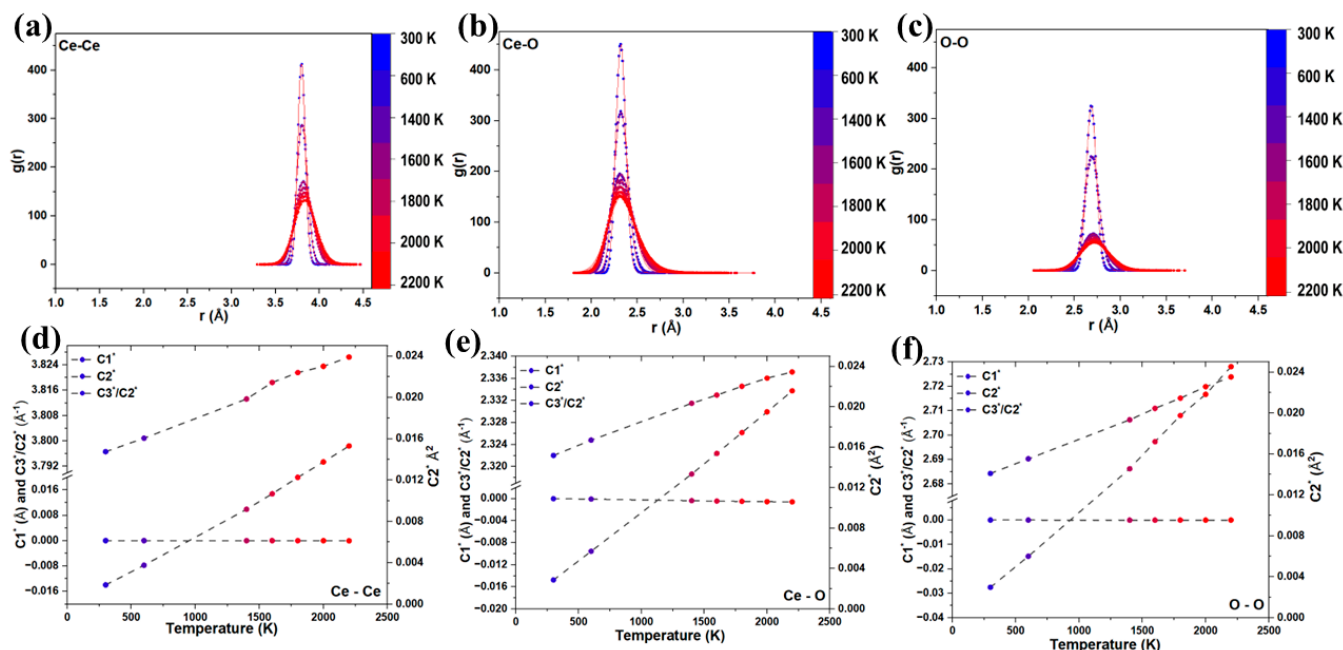 (a)
Ce-Ce
g(r)
400
300
200
100
0
1.0 1.5 2.0 2.5 3.0 3.5 4.0 4.5
r (Å)
300 K
600 K
1400 K
1600 K
1800 K
2000 K
2200 K
(b)
Ce-O
g(r)
450
400
350
300
250
200
150
100
50
0
1.0 1.5 2.0 2.5 3.0 3.5 4.0 4.5
r (Å)
300 K
600 K
1400 K
1600 K
1800 K
2000 K
2200 K
(c)
O-O
g(r)
400
300
200
100
0
1.0 1.5 2.0 2.5 3.0 3.5 4.0 4.5
r (Å)
300 K
600 K
1400 K
1600 K
1800 K
2000 K
2200 K
(d)
C1*
C2*
C3*/C2*
C1* (Å) and C3*/C2* (Å-1)
3.824
3.816
3.808
3.800
3.792
0.016
0.008
0.000
−0.008
−0.016
0.024
0.020
0.016
0.012
0.008
0.004
0.000
C2* Å2
Ce - Ce
0 500 1000 1500 2000 2500
Temperature (K)
(e)
C1*
C2*
C3*/C2*
C1* (Å) and C3*/C2* (Å-1)
2.340
2.336
2.332
2.328
2.324
2.320
0.000
−0.004
−0.008
−0.012
−0.016
−0.020
0.024
0.020
0.016
0.012
0.008
0.004
0.000
C2* (Å2)
Ce - O
0 500 1000 1500 2000 2500
Temperature (K)
(f)
C1*
C2*
C3*/C2*
C1* (Å) and C3*/C2* (Å-1)
2.73
2.72
2.71
2.70
2.69
2.68
0.00
−0.01
−0.02
−0.03
−0.04
0.024
0.020
0.016
0.012
0.008
0.004
0.000
C2* (Å2)
O - O
0 500 1000 1500 2000 2500
Temperature (K)